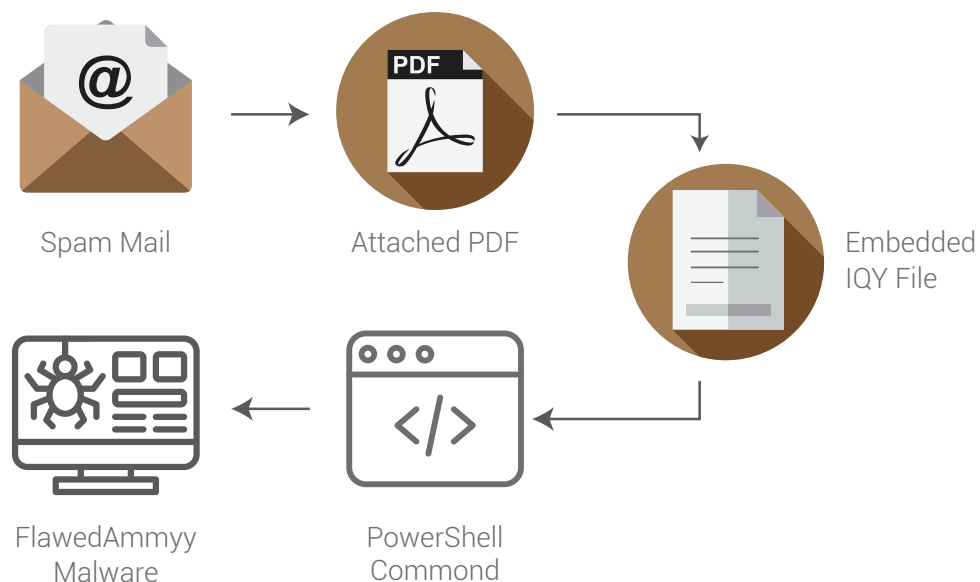 @
PDF
Spam Mail
Attached PDF
Embedded
IQY File
</>
PowerShell
Commond
FlawedAmmyy
Malware